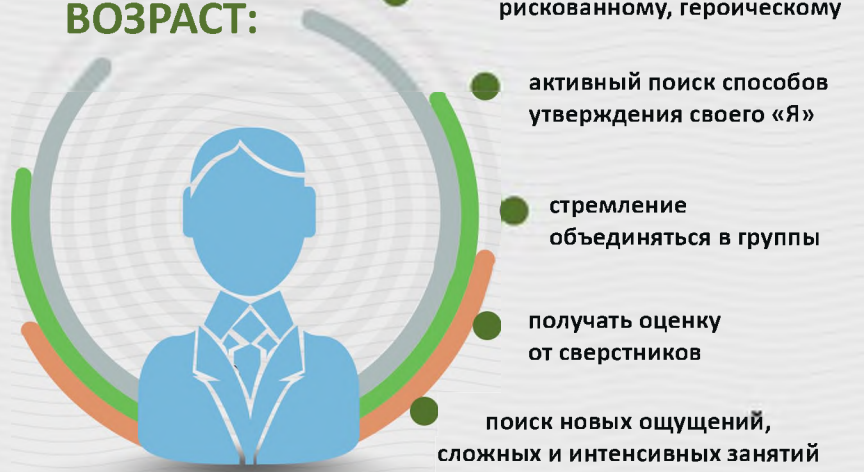 ВОЗРАСТ:
рискованному, героическому
активный поиск способов
утверждения своего «Я»
стремление
объединяться в группы
получать оценку
от сверстников
поиск новых ощущений,
сложных и интенсивных занятий